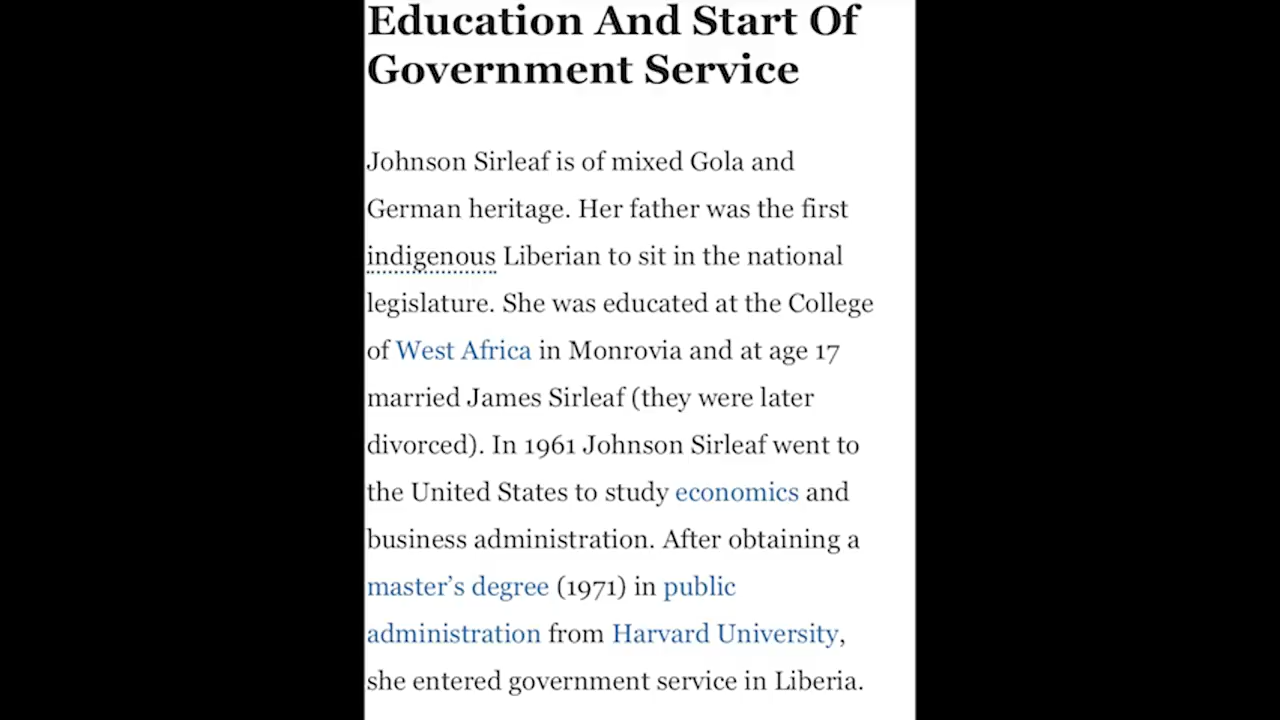 Education And Start Of
Government Service
Johnson Sirleaf is of mixed Gola and
German heritage. Her father was the first
indigenous Liberian to sit in the national
legislature. She was educated at the College
of West Africa in Monrovia and at age 17
married James Sirleaf (they were later
divorced). In 1961 Johnson Sirleaf went to
the United States to study economics and
business administration. After obtaining a
master’s degree (1971) in public
administration from Harvard University,
she entered government service in Liberia.